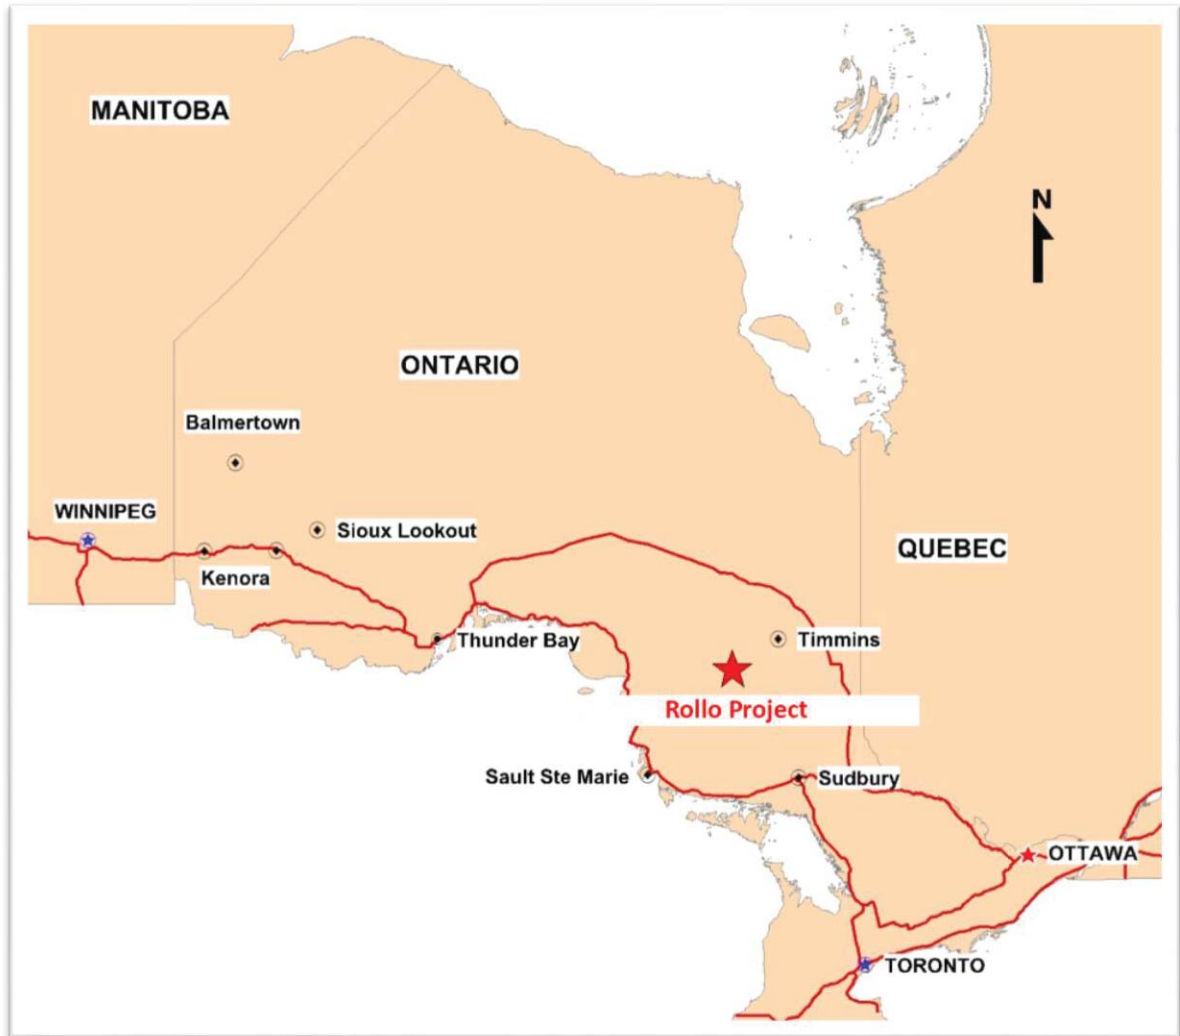 MANITOBA
N
ONTARIO
Balmertown
WINNIPEG
Sioux Lookout
QUEBEC
Kenora
Thunder Bay
Timmins
Rollo Project
Sault Ste Marie
Sudbury
OTTAWA
TORONTO